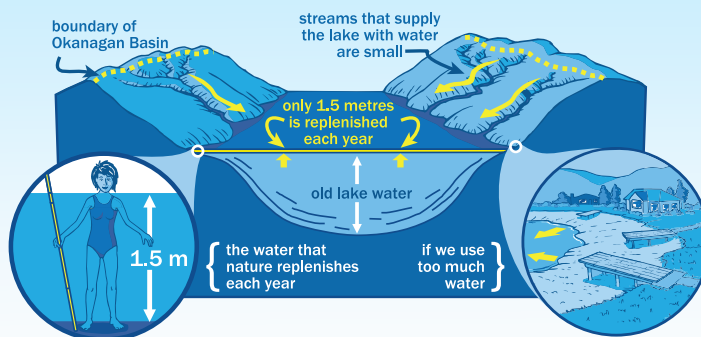 boundary of
Okanagan Basin
streams that supply
the lake with water
are small
only 1.5 metres
is replenished
each year
old lake water
1.5 m
the water that
nature replenishes
each year
if we use
too much
water